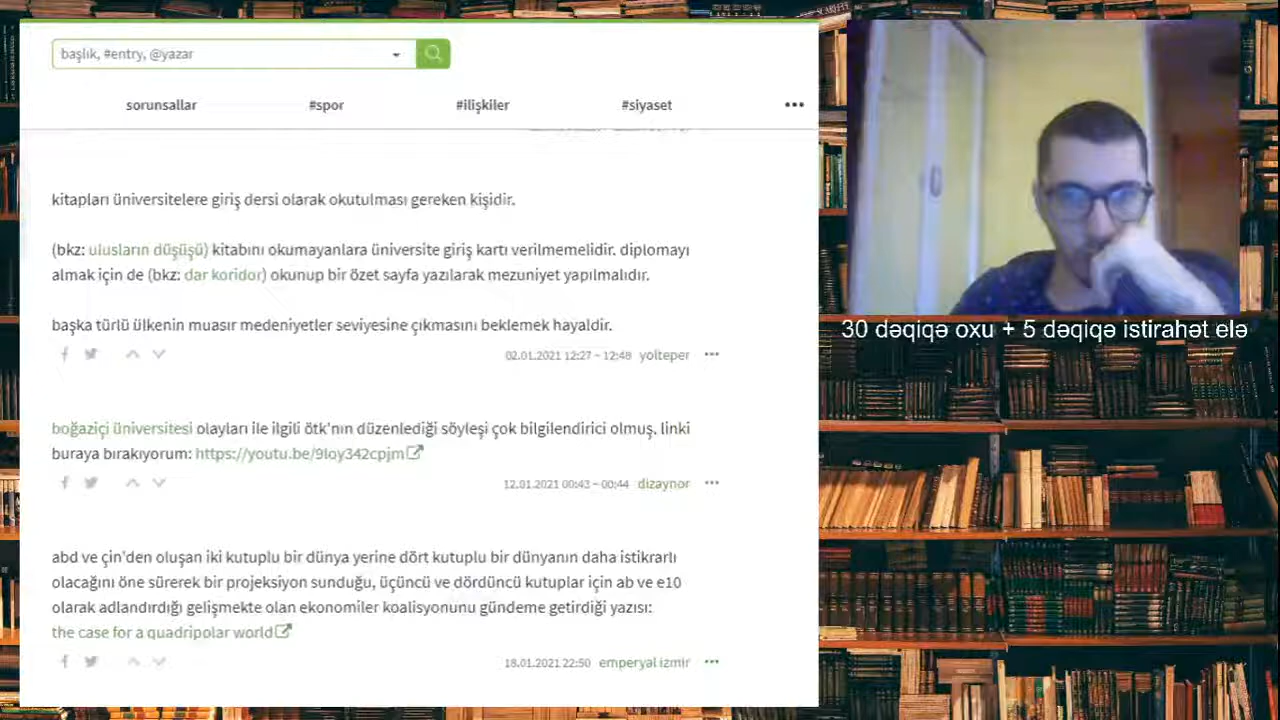 başlık, #entry, @yazar
sorunsallar #spor #ilişkiler #siyaset •••
kitapları üniversitelere giriş dersi olarak okutulması gereken kişidir.
(bkz: ulusların düşüşü) kitabını okumayanlara üniversite giriş kartı verilmemelidir. diplomayı
almak için de (bkz: dar koridor) okunup bir özet sayfa yazılarak mezuniyet yapılmalıdır.
başka türlü ülkenin muasır medeniyetler seviyesine çıkmasını beklemek hayaldir.
02.01.2021 12:27 ~ 12:48 yolteper •••
boğaziçi üniversitesi olayları ile ilgili ötk'nın düzenlediği söyleşi çok bilgilendirici olmuş. linki
buraya bırakıyorum: https://youtu.be/9loy342cpjm
12.01.2021 00:43 ~ 00:44 dizaynor •••
abd ve çin'den oluşan iki kutuplu bir dünya yerine dört kutuplu bir dünyanın daha istikrarlı
olacağını öne sürerek bir projeksiyon sunduğu, üçüncü ve dördüncü kutuplar için ab ve e10
olarak adlandırdığı gelişmekte olan ekonomiler koalisyonunu gündeme getirdiği yazısı:
the case for a quadripolar world
18.01.2021 22:50 emperyal izmir •••
30 dəqiqə oxu + 5 dəqiqə istirahət elə